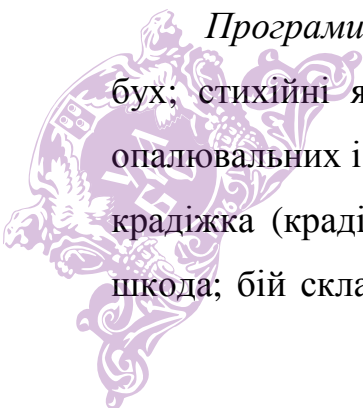 Програми
бух; стихійні я
опалювальних і
крадіжка (краді
шкода; бій скла